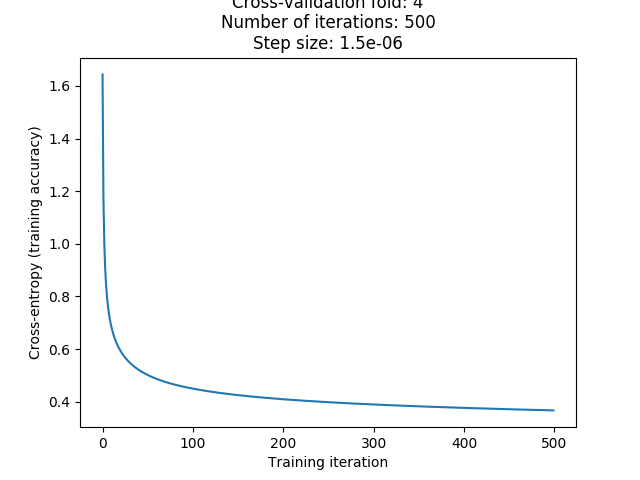 Cross-validation fold: 4
Number of iterations: 500
Step size: 1.5e-06
1.6
1.4
1.2
1.0
0.8
0.6
0.4
Cross-entropy (training accuracy)
0 100 200 300 400 500
Training iteration